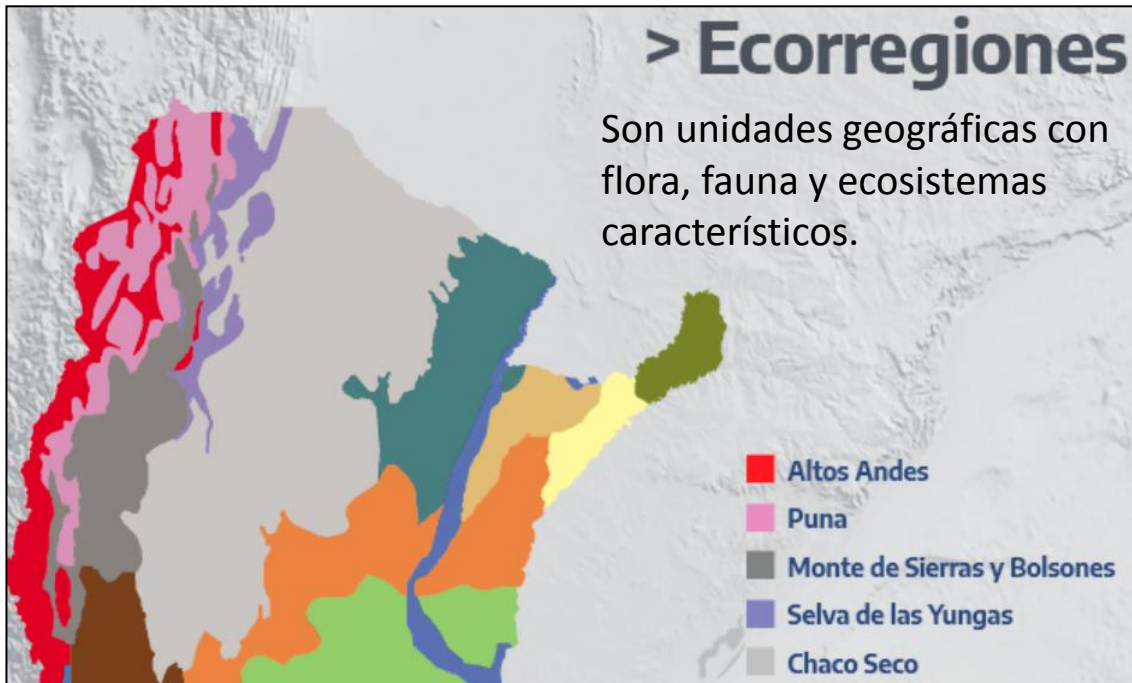 > Ecorregiones
Son unidades geográficas con
flora, fauna y ecosistemas
característicos.
Altos Andes
Puna
Monte de Sierras y Bolsones
Selva de las Yungas
Chaco Seco